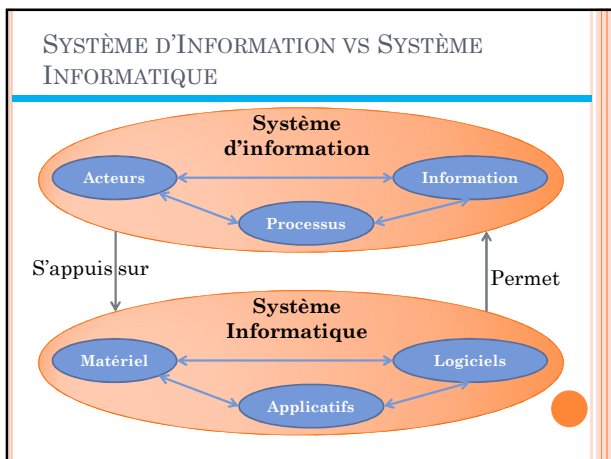 SYSTÈME D'INFORMATION VS SYSTÈME
INFORMATIQUE
Système
d'information
Acteurs
Information
Processus
S'appuis sur
Permet
Système
Informatique
Matériel
Logiciels
Applicatifs